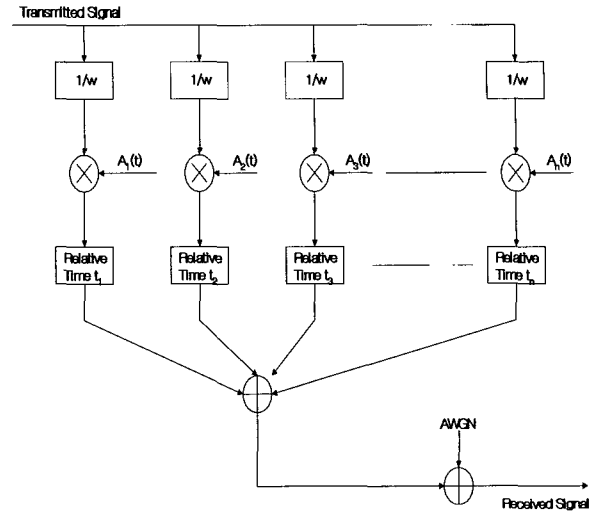 Transmitted Signal
1/w 1/w 1/w 1/w
A₁(t) A₂(t) A₃(t) Aₙ(t)
Relative Relative Relative Relative
Time t₁ Time t₂ Time t₃ Time tₙ
AWGN
Received Signal